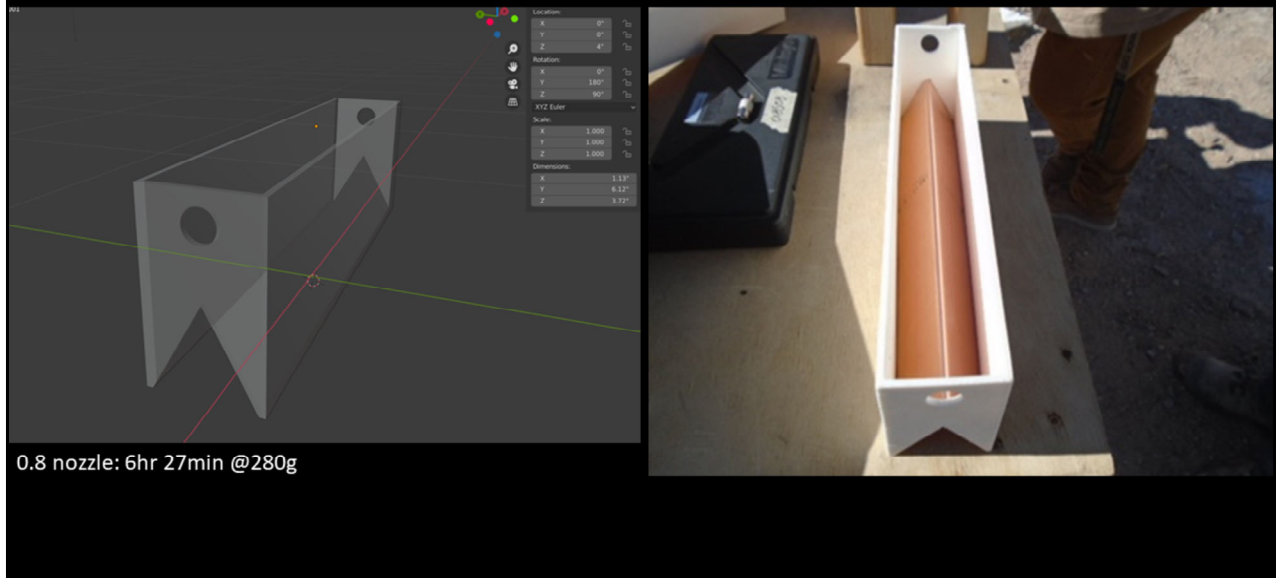 001
Location:
X 0"
Y 0"
Z 4"
Rotation:
X 0°
Y 180°
Z 90°
XYZ Euler
Scale:
X 1.000
Y 1.000
Z 1.000
Dimensions:
X 1.13"
Y 6.12"
Z 3.72"
0.8 nozzle: 6hr 27min @280g